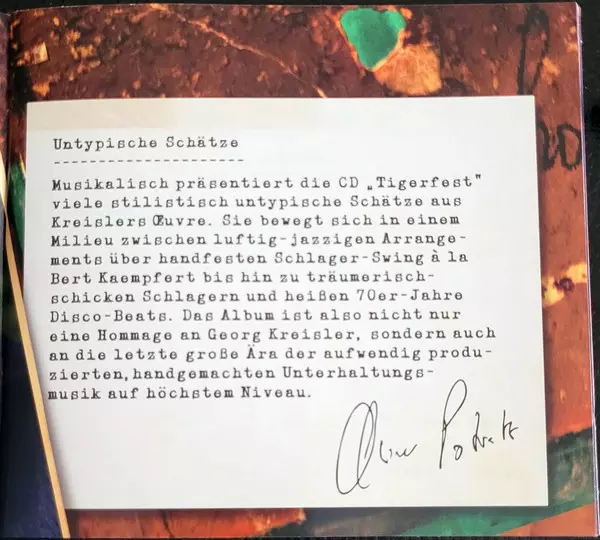 Untypische Schätze
--------------------
Musikalisch präsentiert die CD „Tigerfest"
viele stilistisch untypische Schätze aus
Kreislers Œuvre. Sie bewegt sich in einem
Milieu zwischen luftig-jazzigen Arrange-
ments über handfesten Schlager-Swing à la
Bert Kaempfert bis hin zu träumerisch-
schicken Schlagern und heißen 70er-Jahre
Disco-Beats. Das Album ist also nicht nur
eine Hommage an Georg Kreisler, sondern auch
an die letzte große Ära der aufwendig produ-
zierten, handgemachten Unterhaltungs-
musik auf höchstem Niveau.